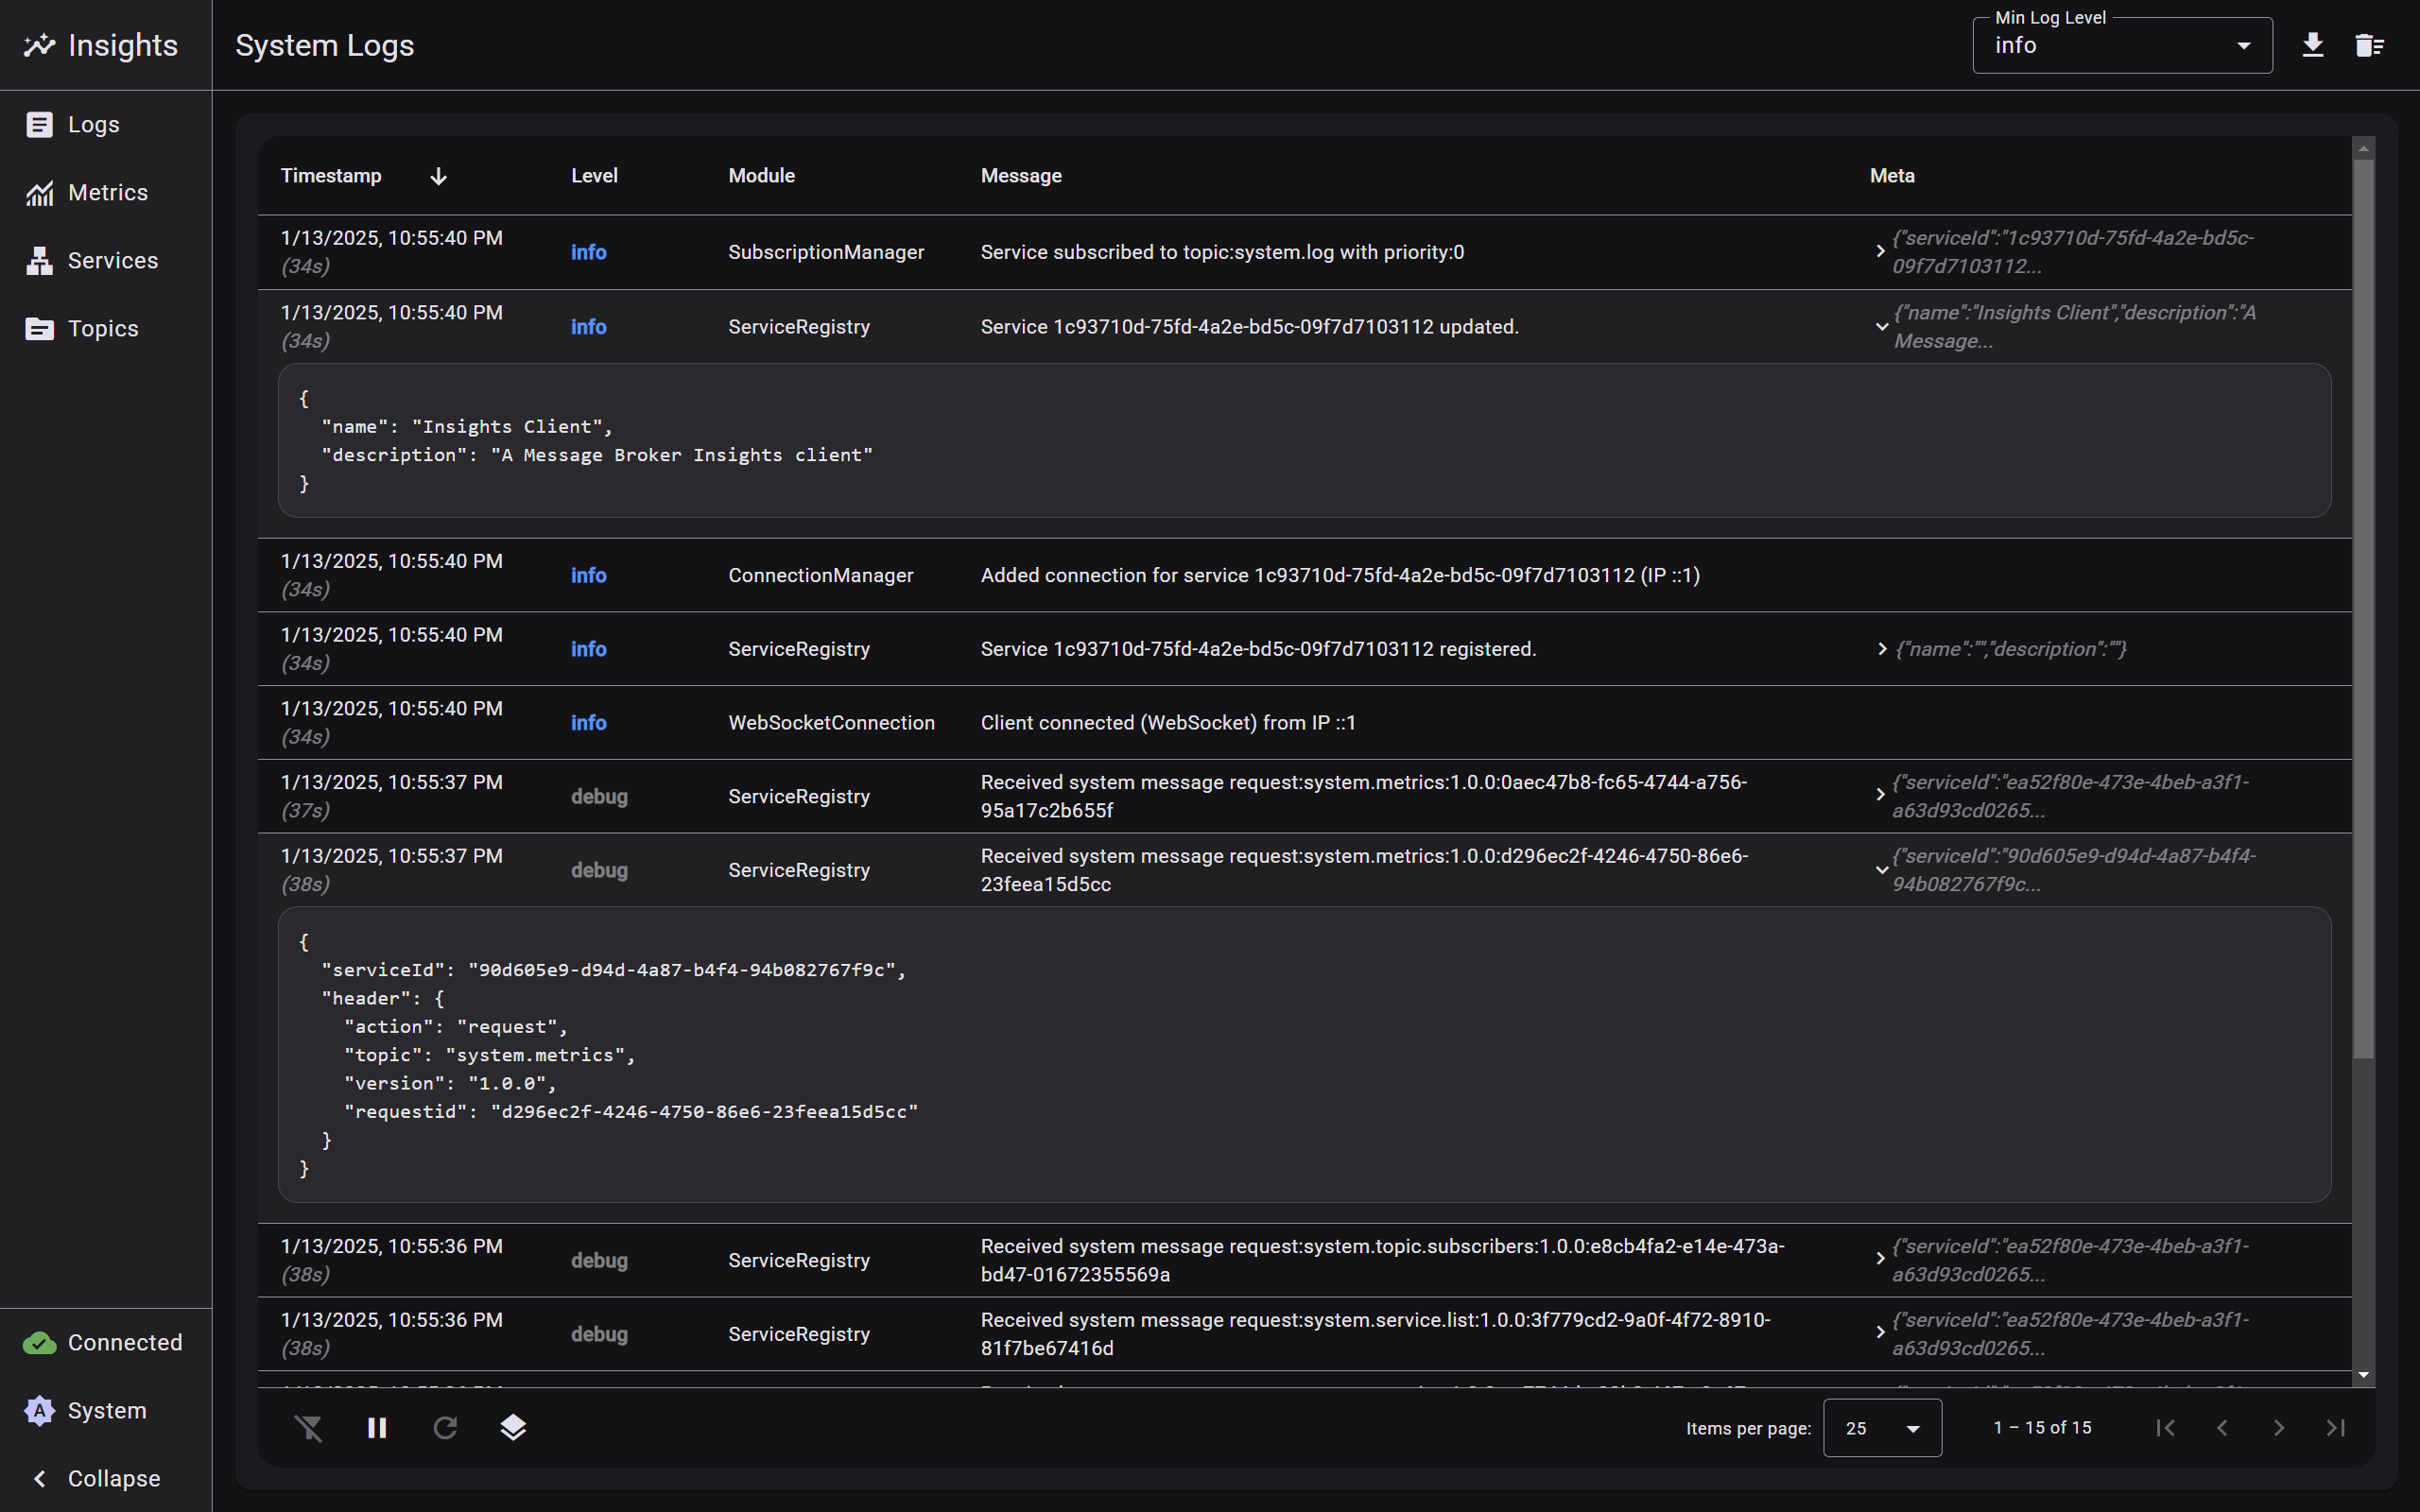 Insights
System Logs
Min Log Level
info
Logs
Metrics
Services
Topics
Timestamp Level Module Message Meta
1/13/2025, 10:55:40 PM
(34s)
info
SubscriptionManager
Service subscribed to topic:system.log with priority:0
{"serviceId":"1c93710d-75fd-4a2e-bd5c-
09f7d7103112...
1/13/2025, 10:55:40 PM
(34s)
info
ServiceRegistry
Service 1c93710d-75fd-4a2e-bd5c-09f7d7103112 updated.
{"name":"Insights Client","description":"A
Message...
{
"name": "Insights Client",
"description": "A Message Broker Insights client"
}
1/13/2025, 10:55:40 PM
(34s)
info
ConnectionManager
Added connection for service 1c93710d-75fd-4a2e-bd5c-09f7d7103112 (IP ::1)
1/13/2025, 10:55:40 PM
(34s)
info
ServiceRegistry
Service 1c93710d-75fd-4a2e-bd5c-09f7d7103112 registered.
{"name":"","description":""}
1/13/2025, 10:55:40 PM
(34s)
info
WebSocketConnection
Client connected (WebSocket) from IP ::1
1/13/2025, 10:55:37 PM
(37s)
debug
ServiceRegistry
Received system message request:system.metrics:1.0.0:0aec47b8-fc65-4744-a756-
95a17c2b655f
{"serviceId":"ea52f80e-473e-4beb-a3f1-
a63d93cd0265...
1/13/2025, 10:55:37 PM
(38s)
debug
ServiceRegistry
Received system message request:system.metrics:1.0.0:d296ec2f-4246-4750-86e6-
23feea15d5cc
{"serviceId":"90d605e9-d94d-4a87-b4f4-
94b082767f9c...
{
"serviceId": "90d605e9-d94d-4a87-b4f4-94b082767f9c",
"header": {
"action": "request",
"topic": "system.metrics",
"version": "1.0.0",
"requestid": "d296ec2f-4246-4750-86e6-23feea15d5cc"
}
}
1/13/2025, 10:55:36 PM
(38s)
debug
ServiceRegistry
Received system message request:system.topic.subscribers:1.0.0:e8cb4fa2-e14e-473a-
bd47-01672355569a
{"serviceId":"ea52f80e-473e-4beb-a3f1-
a63d93cd0265...
1/13/2025, 10:55:36 PM
(38s)
debug
ServiceRegistry
Received system message request:system.service.list:1.0.0:3f779cd2-9a0f-4f72-8910-
81f7be67416d
{"serviceId":"ea52f80e-473e-4beb-a3f1-
a63d93cd0265...
Connected
System
Collapse
Items per page:
25
1 – 15 of 15